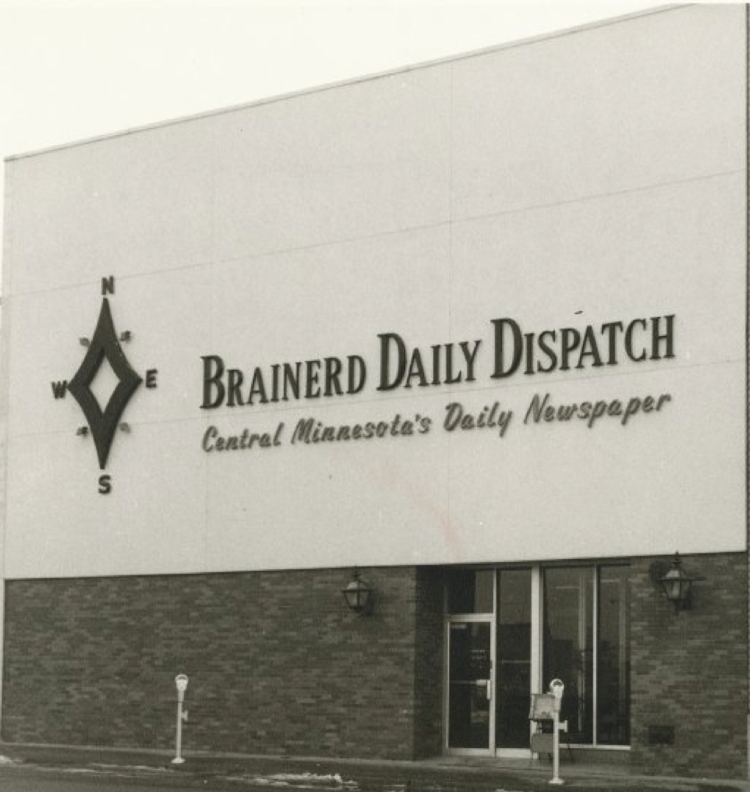 N
W E
S
BRAINERD DAILY DISPATCH
Central Minnesota's Daily Newspaper